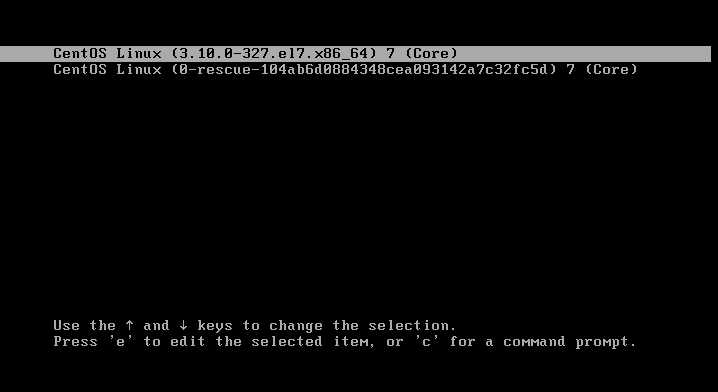 CentOS Linux (3.10.0-327.el7.x86_64) 7 (Core)
CentOS Linux (0-rescue-104ab6d0884348cea093142a7c32fc5d) 7 (Core)
Use the ↑ and ↓ keys to change the selection.
Press 'e' to edit the selected item, or 'c' for a command prompt.